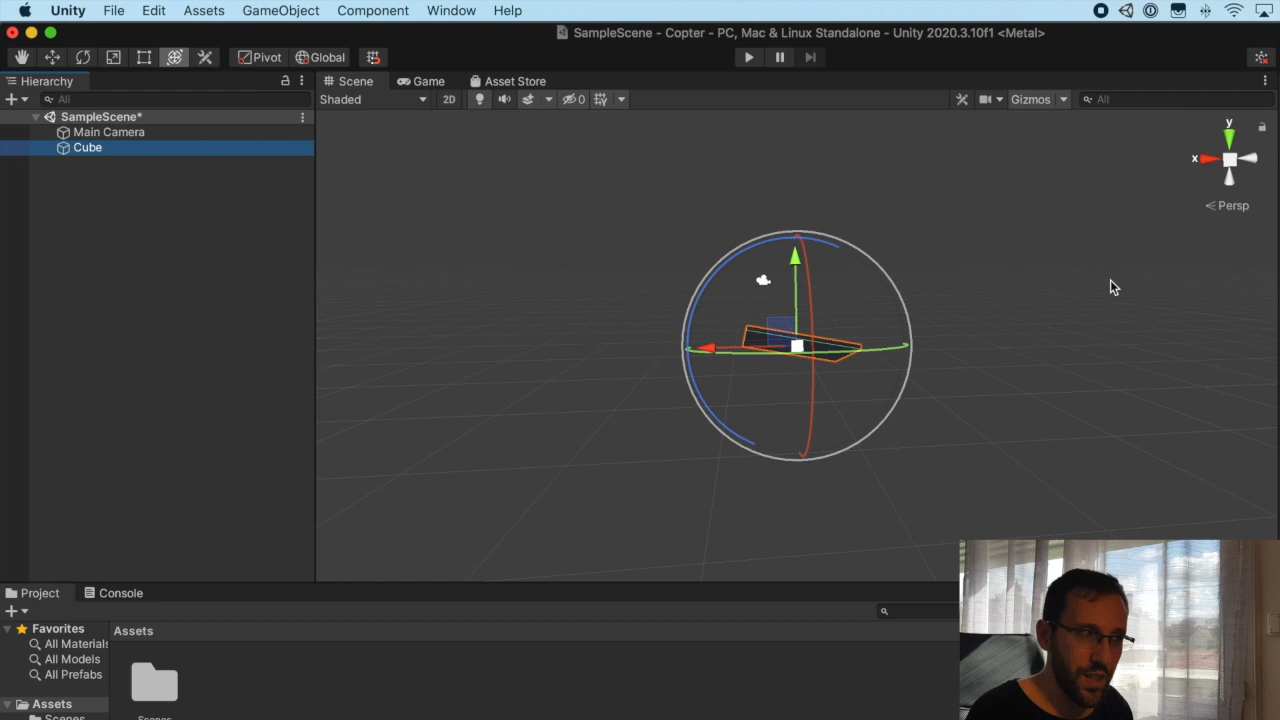 Unity File Edit Assets GameObject Component Window Help
SampleScene - Copter - PC, Mac & Linux Standalone - Unity 2020.3.10f1 <Metal>
Pivot Global
Hierarchy
All
SampleScene*
Main Camera
Cube
Scene Game Asset Store
Shaded 2D 0 Gizmos All
y
x
Persp
Project Console
Favorites
All Materials
All Models
All Prefabs
Assets
Scenes
Assets
Scenes